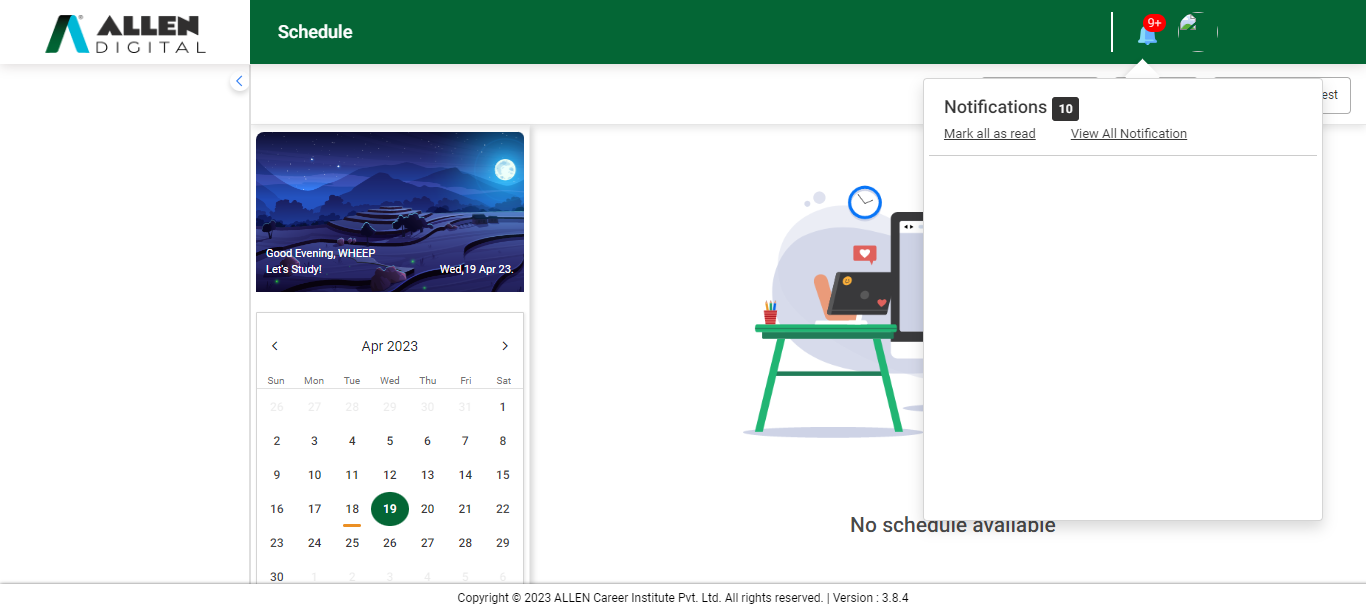 ALLEN
DIGITAL
Schedule
9+
est
Notifications 10
Mark all as read View All Notification
Good Evening, WHEEP
Let's Study! Wed,19 Apr 23.
Apr 2023
Sun Mon Tue Wed Thu Fri Sat
26 27 28 29 30 31 1
2 3 4 5 6 7 8
9 10 11 12 13 14 15
16 17 18 19 20 21 22
23 24 25 26 27 28 29
30 1 2 3 4 5 6
No schedule available
Copyright © 2023 ALLEN Career Institute Pvt. Ltd. All rights reserved. | Version : 3.8.4